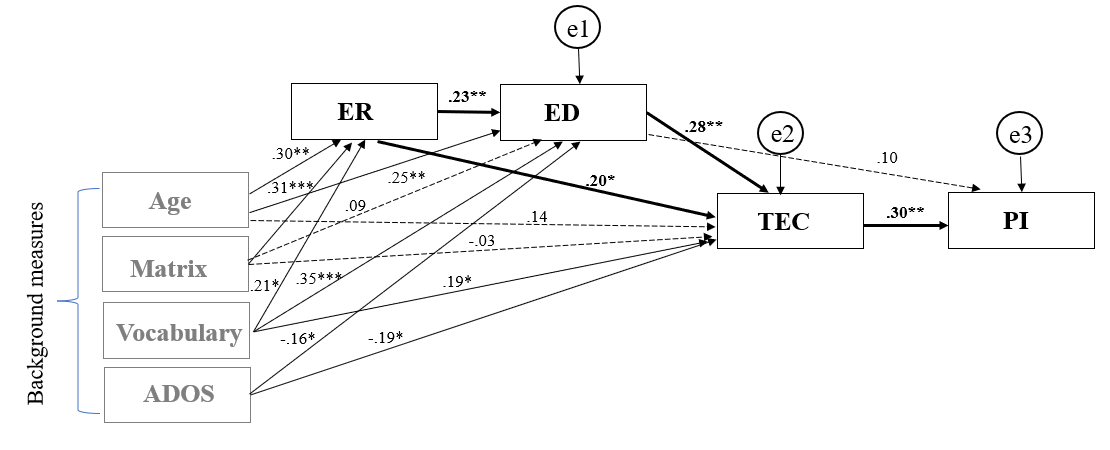 e1
ER
.23**
ED
.28**
e2
e3
.30**
.31***
.25**
.20*
.10
Age
.09
.14
TEC
.30**
PI
Matrix
-.03
.21*
.35***
.19*
Vocabulary
-.16*
-.19*
ADOS
Background measures